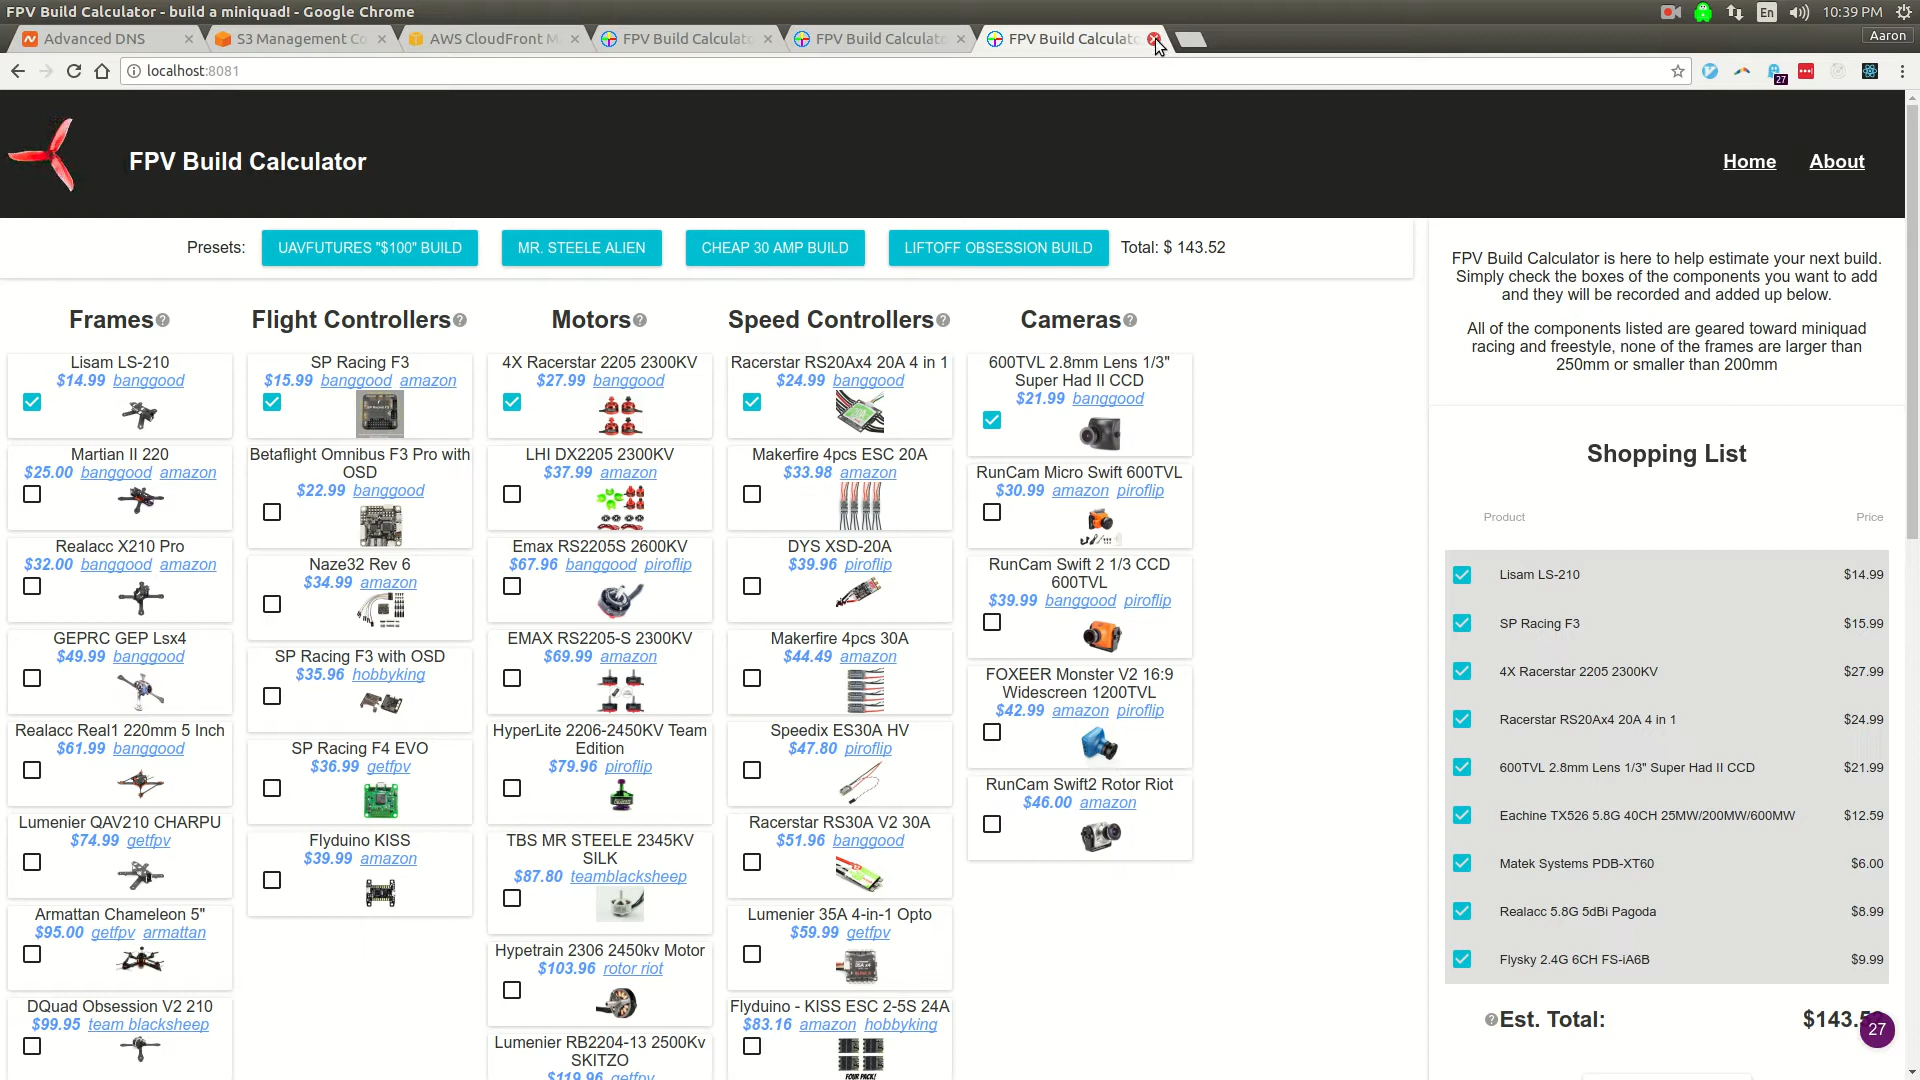 FPV Build Calculator - build a miniquad! - Google Chrome
En
10:39 PM
Advanced DNS
S3 Management Co
AWS CloudFront M
FPV Build Calculato
FPV Build Calculato
FPV Build Calculato
Aaron
localhost:8081
27
FPV Build Calculator
Home
About
Presets:
UAVFUTURES "$100" BUILD
MR. STEELE ALIEN
CHEAP 30 AMP BUILD
LIFTOFF OBSESSION BUILD
Total: $ 143.52
Frames
Lisam LS-210
$14.99 banggood
Martian II 220
$25.00 banggood amazon
Realacc X210 Pro
$32.00 banggood amazon
GEPRC GEP Lsx4
$49.99 banggood
Realacc Real1 220mm 5 Inch
$61.99 banggood
Lumenier QAV210 CHARPU
$74.99 getfpv
Armattan Chameleon 5"
$95.00 getfpv armattan
DQuad Obsession V2 210
$99.95 team blacksheep
Flight Controllers
SP Racing F3
$15.99 banggood amazon
Betaflight Omnibus F3 Pro with
OSD
$22.99 banggood
Naze32 Rev 6
$34.99 amazon
SP Racing F3 with OSD
$35.96 hobbyking
SP Racing F4 EVO
$36.99 getfpv
Flyduino KISS
$39.99 amazon
Motors
4X Racerstar 2205 2300KV
$27.99 banggood
LHI DX2205 2300KV
$37.99 amazon
Emax RS2205S 2600KV
$67.96 banggood piroflip
EMAX RS2205-S 2300KV
$69.99 amazon
HyperLite 2206-2450KV Team
Edition
$79.96 piroflip
TBS MR STEELE 2345KV
SILK
$87.80 teamblacksheep
Hypetrain 2306 2450kv Motor
$103.96 rotor riot
Lumenier RB2204-13 2500Kv
SKITZO
$119.96 getfpv
Speed Controllers
Racerstar RS20Ax4 20A 4 in 1
$24.99 banggood
Makerfire 4pcs ESC 20A
$33.98 amazon
DYS XSD-20A
$39.96 piroflip
Makerfire 4pcs 30A
$44.49 amazon
Speedix ES30A HV
$47.80 piroflip
Racerstar RS30A V2 30A
$51.96 banggood
Lumenier 35A 4-in-1 Opto
$59.99 getfpv
Flyduino - KISS ESC 2-5S 24A
$83.16 amazon hobbyking
FOUR PACK!
Cameras
600TVL 2.8mm Lens 1/3"
Super Had II CCD
$21.99 banggood
RunCam Micro Swift 600TVL
$30.99 amazon piroflip
RunCam Swift 2 1/3 CCD
600TVL
$39.99 banggood piroflip
FOXEER Monster V2 16:9
Widescreen 1200TVL
$42.99 amazon piroflip
RunCam Swift2 Rotor Riot
$46.00 amazon
FPV Build Calculator is here to help estimate your next build.
Simply check the boxes of the components you want to add
and they will be recorded and added up below.
All of the components listed are geared toward miniquad
racing and freestyle, none of the frames are larger than
250mm or smaller than 200mm
Shopping List
Product Price
Lisam LS-210 $14.99
SP Racing F3 $15.99
4X Racerstar 2205 2300KV $27.99
Racerstar RS20Ax4 20A 4 in 1 $24.99
600TVL 2.8mm Lens 1/3" Super Had II CCD $21.99
Eachine TX526 5.8G 40CH 25MW/200MW/600MW $12.59
Matek Systems PDB-XT60 $6.00
Realacc 5.8G 5dBi Pagoda $8.99
Flysky 2.4G 6CH FS-iA6B $9.99
Est. Total: $143.5
27